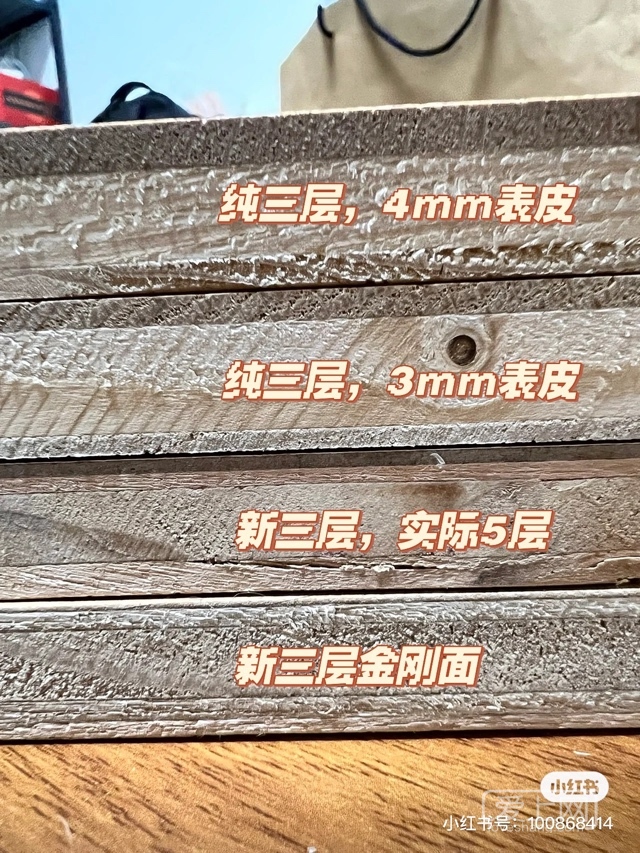 纯三层，4mm表皮
纯三层，3mm表皮
新三层，实际5层
新三层金刚面
小红书
小红书号：100868414